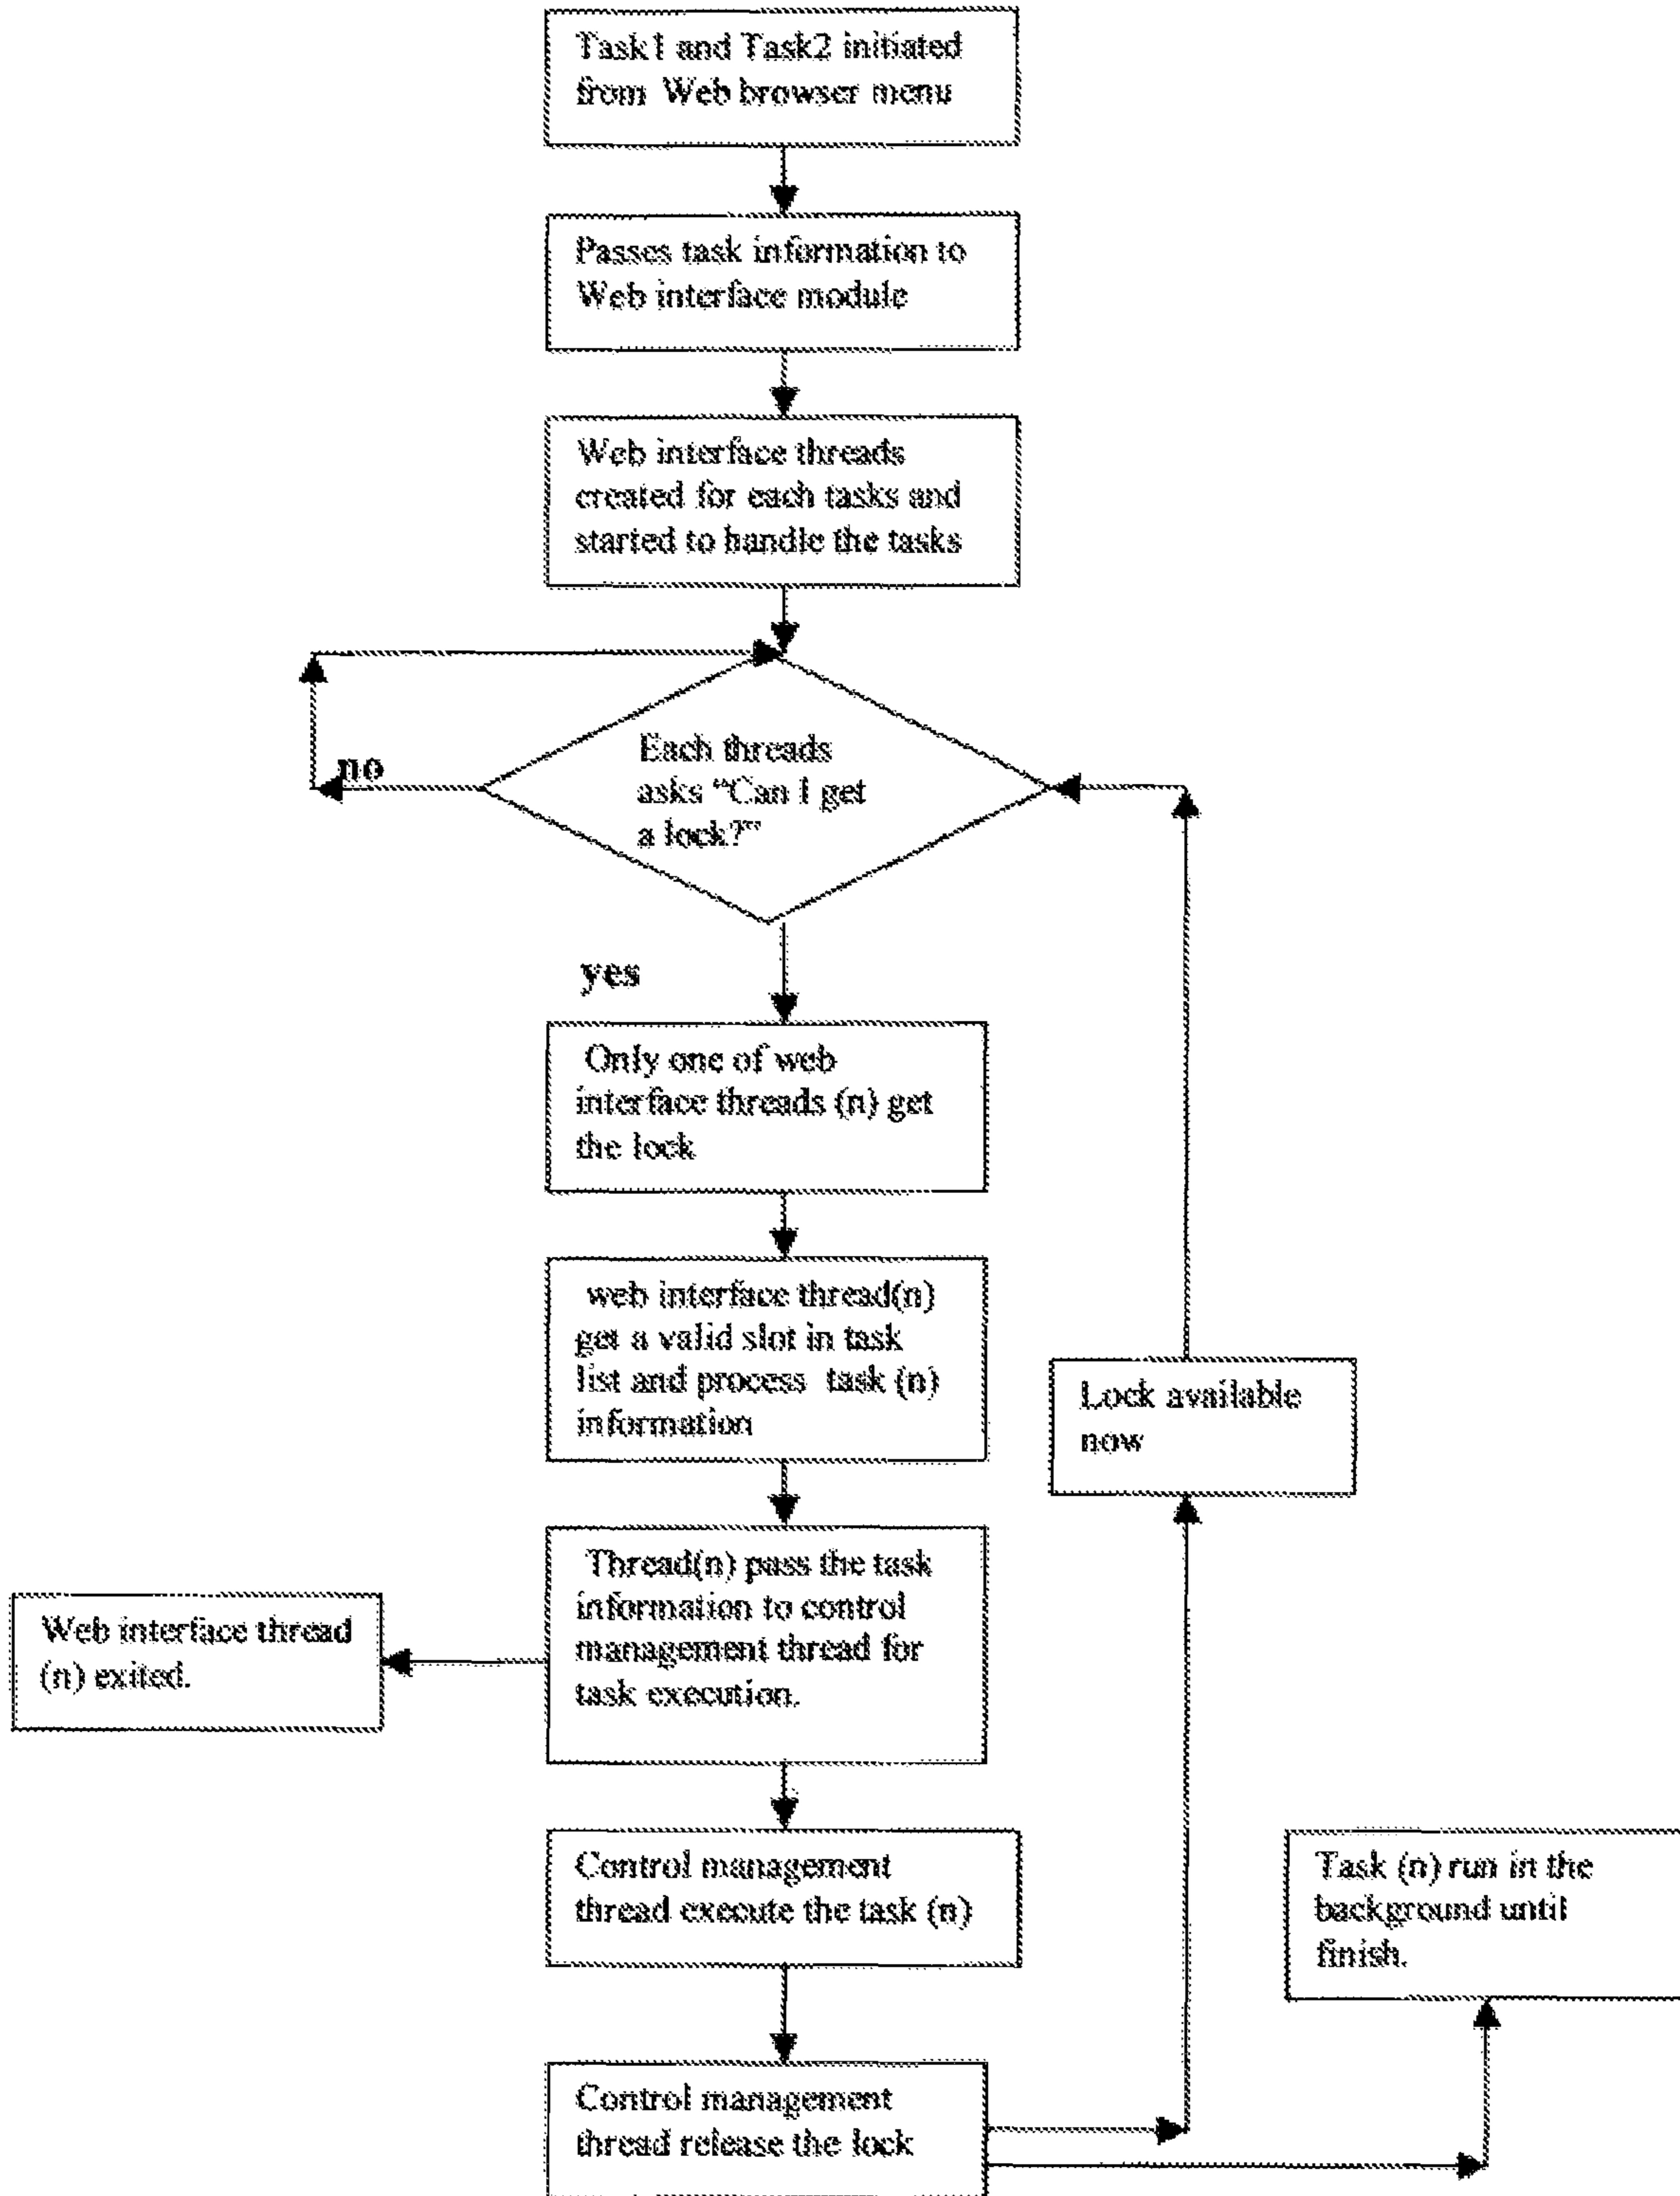 Task1 and Task2 initiated
from Web browser menu
Passes task information to
Web interface module
Web interface threads
created for each tasks and
started to handle the tasks
Each threads
asks “Can I get
a lock?”
no
yes
Only one of web
interface threads (n) get
the lock
web interface thread(n)
get a valid slot in task
list and process task (n)
information
Lock available
now
Thread(n) pass the task
information to control
management thread for
task execution.
Web interface thread
(n) exited.
Control management
thread execute the task (n)
Task (n) run in the
background until
finish.
Control management
thread release the lock